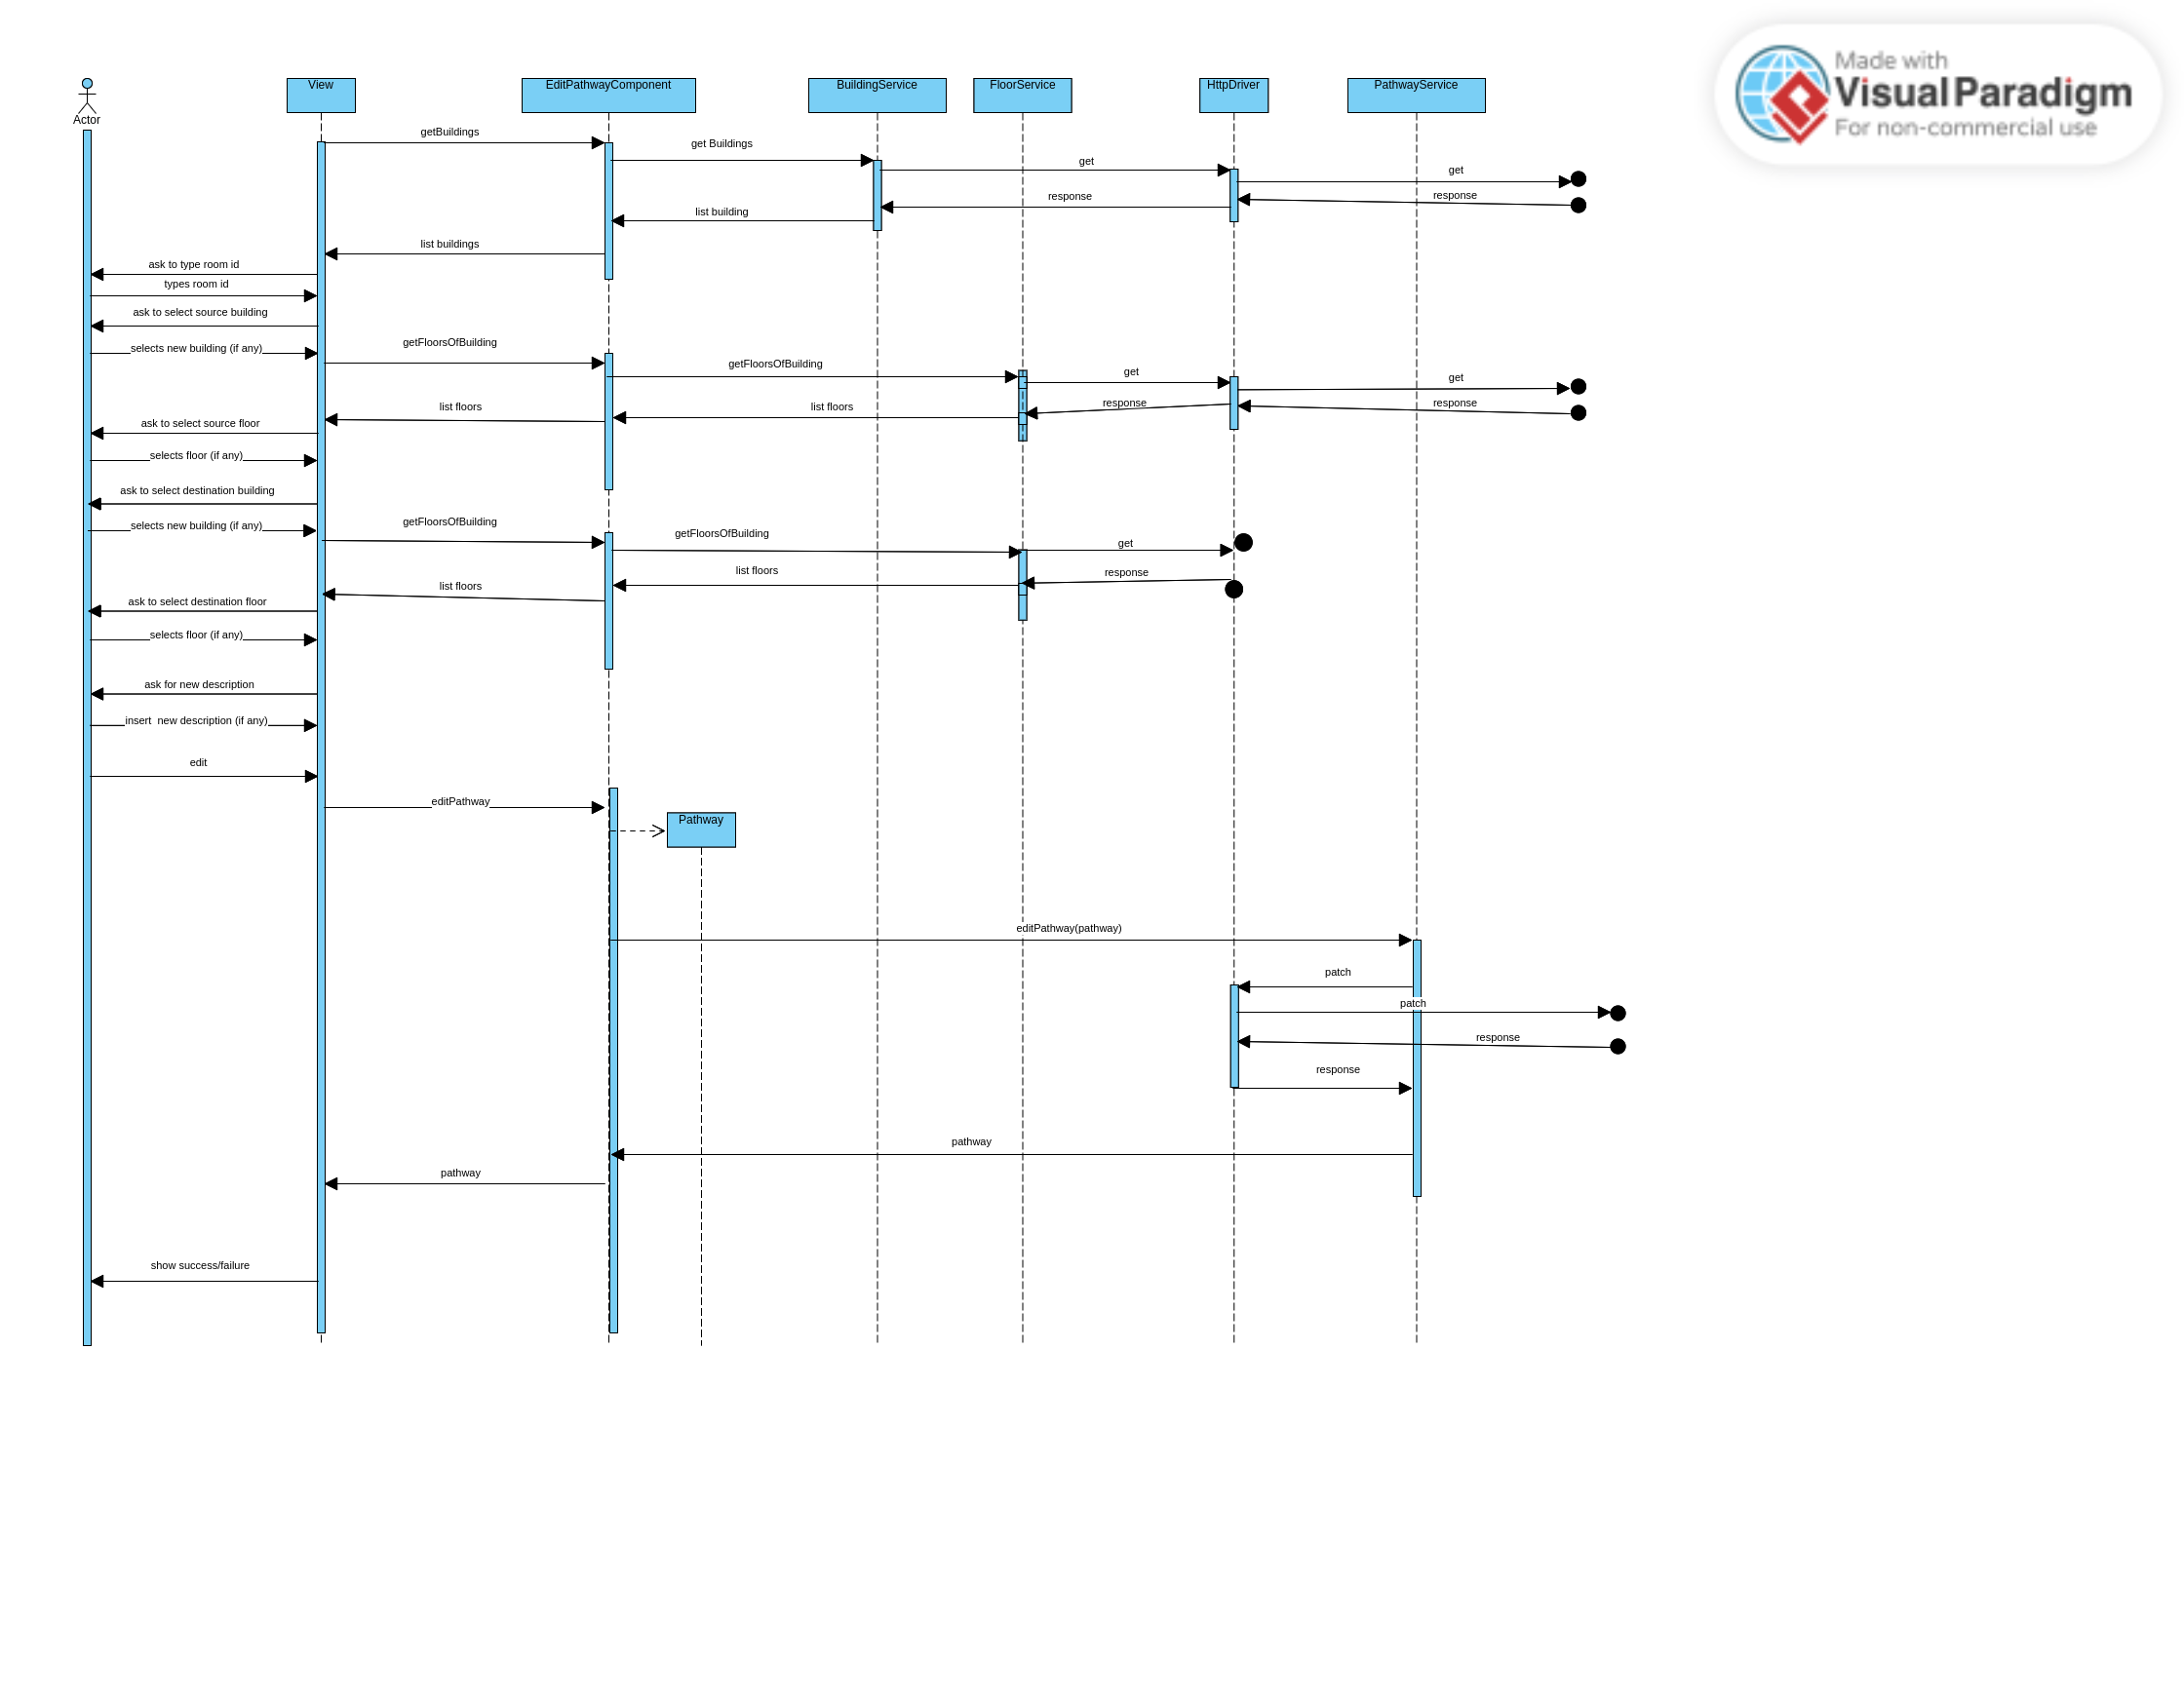 Made with
Visual Paradigm
For non-commercial use
Actor
View
EditPathwayComponent
BuildingService
FloorService
HttpDriver
PathwayService
getBuildings
get Buildings
get
get
response
response
list building
list buildings
ask to type room id
types room id
ask to select source building
selects new building (if any)
getFloorsOfBuilding
getFloorsOfBuilding
get
get
response
response
list floors
list floors
ask to select source floor
selects floor (if any)
ask to select destination building
selects new building (if any)
getFloorsOfBuilding
getFloorsOfBuilding
get
response
list floors
list floors
ask to select destination floor
selects floor (if any)
ask for new description
insert  new description (if any)
edit
editPathway
Pathway
editPathway(pathway)
patch
patch
response
response
pathway
pathway
show success/failure